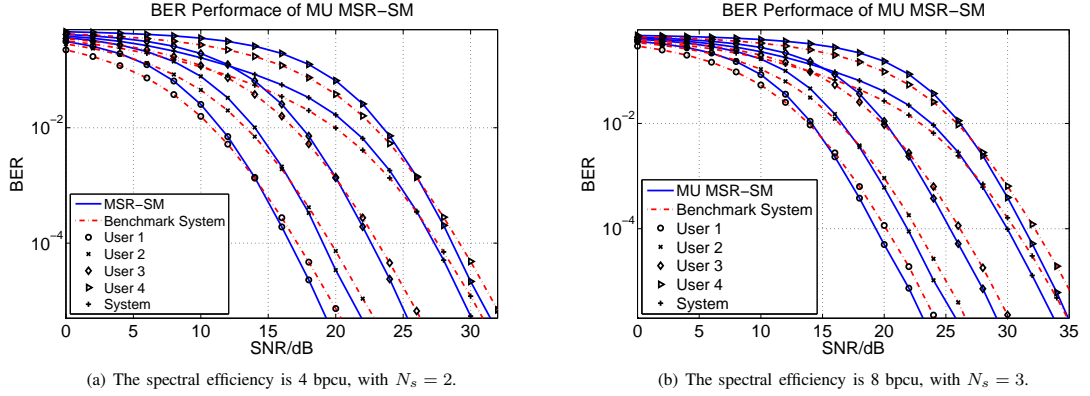 BER Performace of MU MSR−SM
BER
10−2
10−4
MSR−SM
Benchmark System
User 1
User 2
User 3
User 4
System
0 5 10 15 20 25 30
SNR/dB
(a) The spectral efficiency is 4 bpcu, with Ns = 2.
BER Performace of MU MSR−SM
BER
10−2
10−4
MU MSR−SM
Benchmark System
User 1
User 2
User 3
User 4
System
0 5 10 15 20 25 30 35
SNR/dB
(b) The spectral efficiency is 8 bpcu, with Ns = 3.